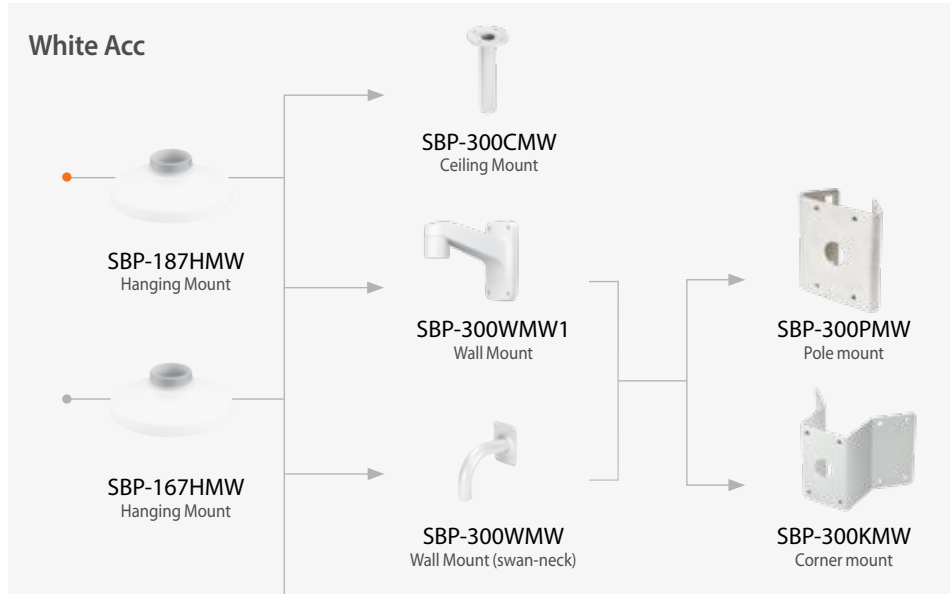 White Acc
SBP-300CMW
Ceiling Mount
SBP-187HMW
Hanging Mount
SBP-300WMW1
Wall Mount
SBP-300PMW
Pole mount
SBP-167HMW
Hanging Mount
SBP-300WMW
Wall Mount (swan-neck)
SBP-300KMW
Corner mount